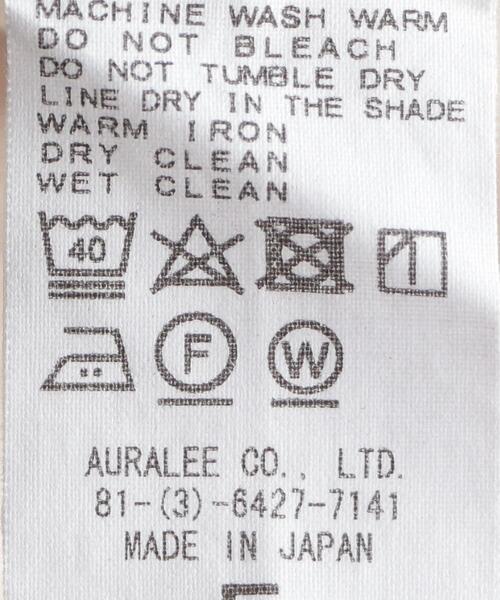 MACHINE WASH WARM
DO NOT BLEACH
DO NOT TUMBLE DRY
LINE DRY IN THE SHADE
WARM IRON
DRY CLEAN
WET CLEAN
40
F W
AURALEE CO., LTD.
81-(3)-6427-7141
MADE IN JAPAN